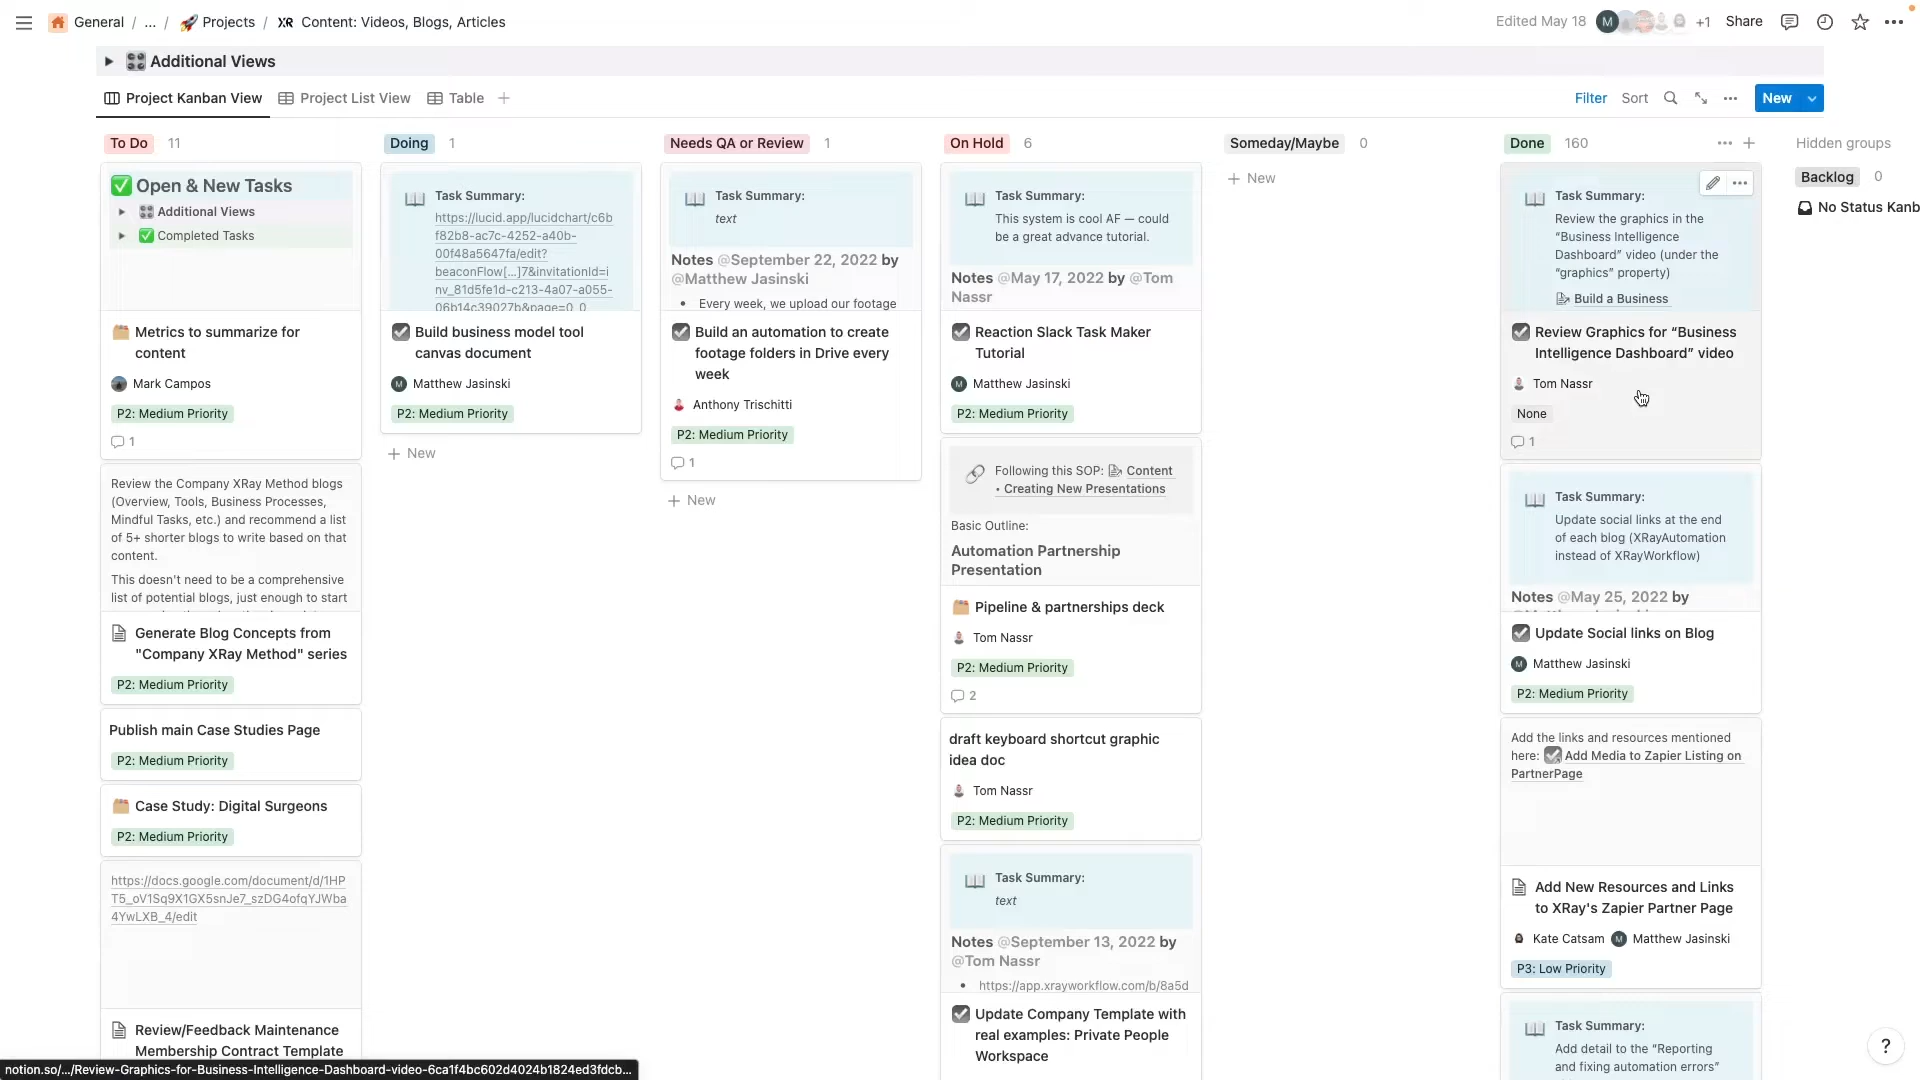 General / ... / 🚀 Projects / XR Content: Videos, Blogs, Articles
Edited May 18 M +1 Share
Additional Views
Project Kanban View Project List View Table
Filter Sort New
To Do 11
Open & New Tasks
Additional Views
Completed Tasks
Metrics to summarize for
content
Mark Campos
P2: Medium Priority
1
Review the Company XRay Method blogs
(Overview, Tools, Business Processes,
Mindful Tasks, etc.) and recommend a list
of 5+ shorter blogs to write based on that
content.
This doesn't need to be a comprehensive
list of potential blogs, just enough to start
Generate Blog Concepts from
"Company XRay Method" series
P2: Medium Priority
Publish main Case Studies Page
P2: Medium Priority
Case Study: Digital Surgeons
P2: Medium Priority
https://docs.google.com/document/d/1HP
T5_oV1Sq9X1GX5snJe7_szDG4ofqYJWba
4YwLXB_4/edit
Review/Feedback Maintenance
Membership Contract Template
Doing 1
Task Summary:
https://lucid.app/lucidchart/c6b
f82b8-ac7c-4252-a40b-
00f48a5647fa/edit?
beaconFlow[...]7&invitationId=i
nv_81d5fe1d-c213-4a07-a055-
06b14c39027b&page=0_0
Build business model tool
canvas document
M Matthew Jasinski
P2: Medium Priority
+ New
Needs QA or Review 1
Task Summary:
text
Notes @September 22, 2022 by
@Matthew Jasinski
• Every week, we upload our footage
Build an automation to create
footage folders in Drive every
week
Anthony Trischitti
P2: Medium Priority
1
+ New
On Hold 6
Task Summary:
This system is cool AF — could
be a great advance tutorial.
Notes @May 17, 2022 by @Tom
Nassr
Reaction Slack Task Maker
Tutorial
M Matthew Jasinski
P2: Medium Priority
Following this SOP: Content
• Creating New Presentations
Basic Outline:
Automation Partnership
Presentation
Pipeline & partnerships deck
Tom Nassr
P2: Medium Priority
2
draft keyboard shortcut graphic
idea doc
Tom Nassr
P2: Medium Priority
Task Summary:
text
Notes @September 13, 2022 by
@Tom Nassr
• https://app.xrayworkflow.com/b/8a5d
Update Company Template with
real examples: Private People
Workspace
Someday/Maybe 0
+ New
Done 160
Task Summary:
Review the graphics in the
“Business Intelligence
Dashboard” video (under the
“graphics” property)
Build a Business
Review Graphics for “Business
Intelligence Dashboard” video
Tom Nassr
None
1
Task Summary:
Update social links at the end
of each blog (XRayAutomation
instead of XRayWorkflow)
Notes @May 25, 2022 by
Update Social links on Blog
M Matthew Jasinski
P2: Medium Priority
Add the links and resources mentioned
here: Add Media to Zapier Listing on
PartnerPage
Add New Resources and Links
to XRay's Zapier Partner Page
Kate Catsam M Matthew Jasinski
P3: Low Priority
Task Summary:
Add detail to the “Reporting
and fixing automation errors”
Hidden groups
Backlog 0
No Status Kanb
?
notion.so/.../Review-Graphics-for-Business-Intelligence-Dashboard-video-6ca1f4bc602d4024b1824ed3fdcb...